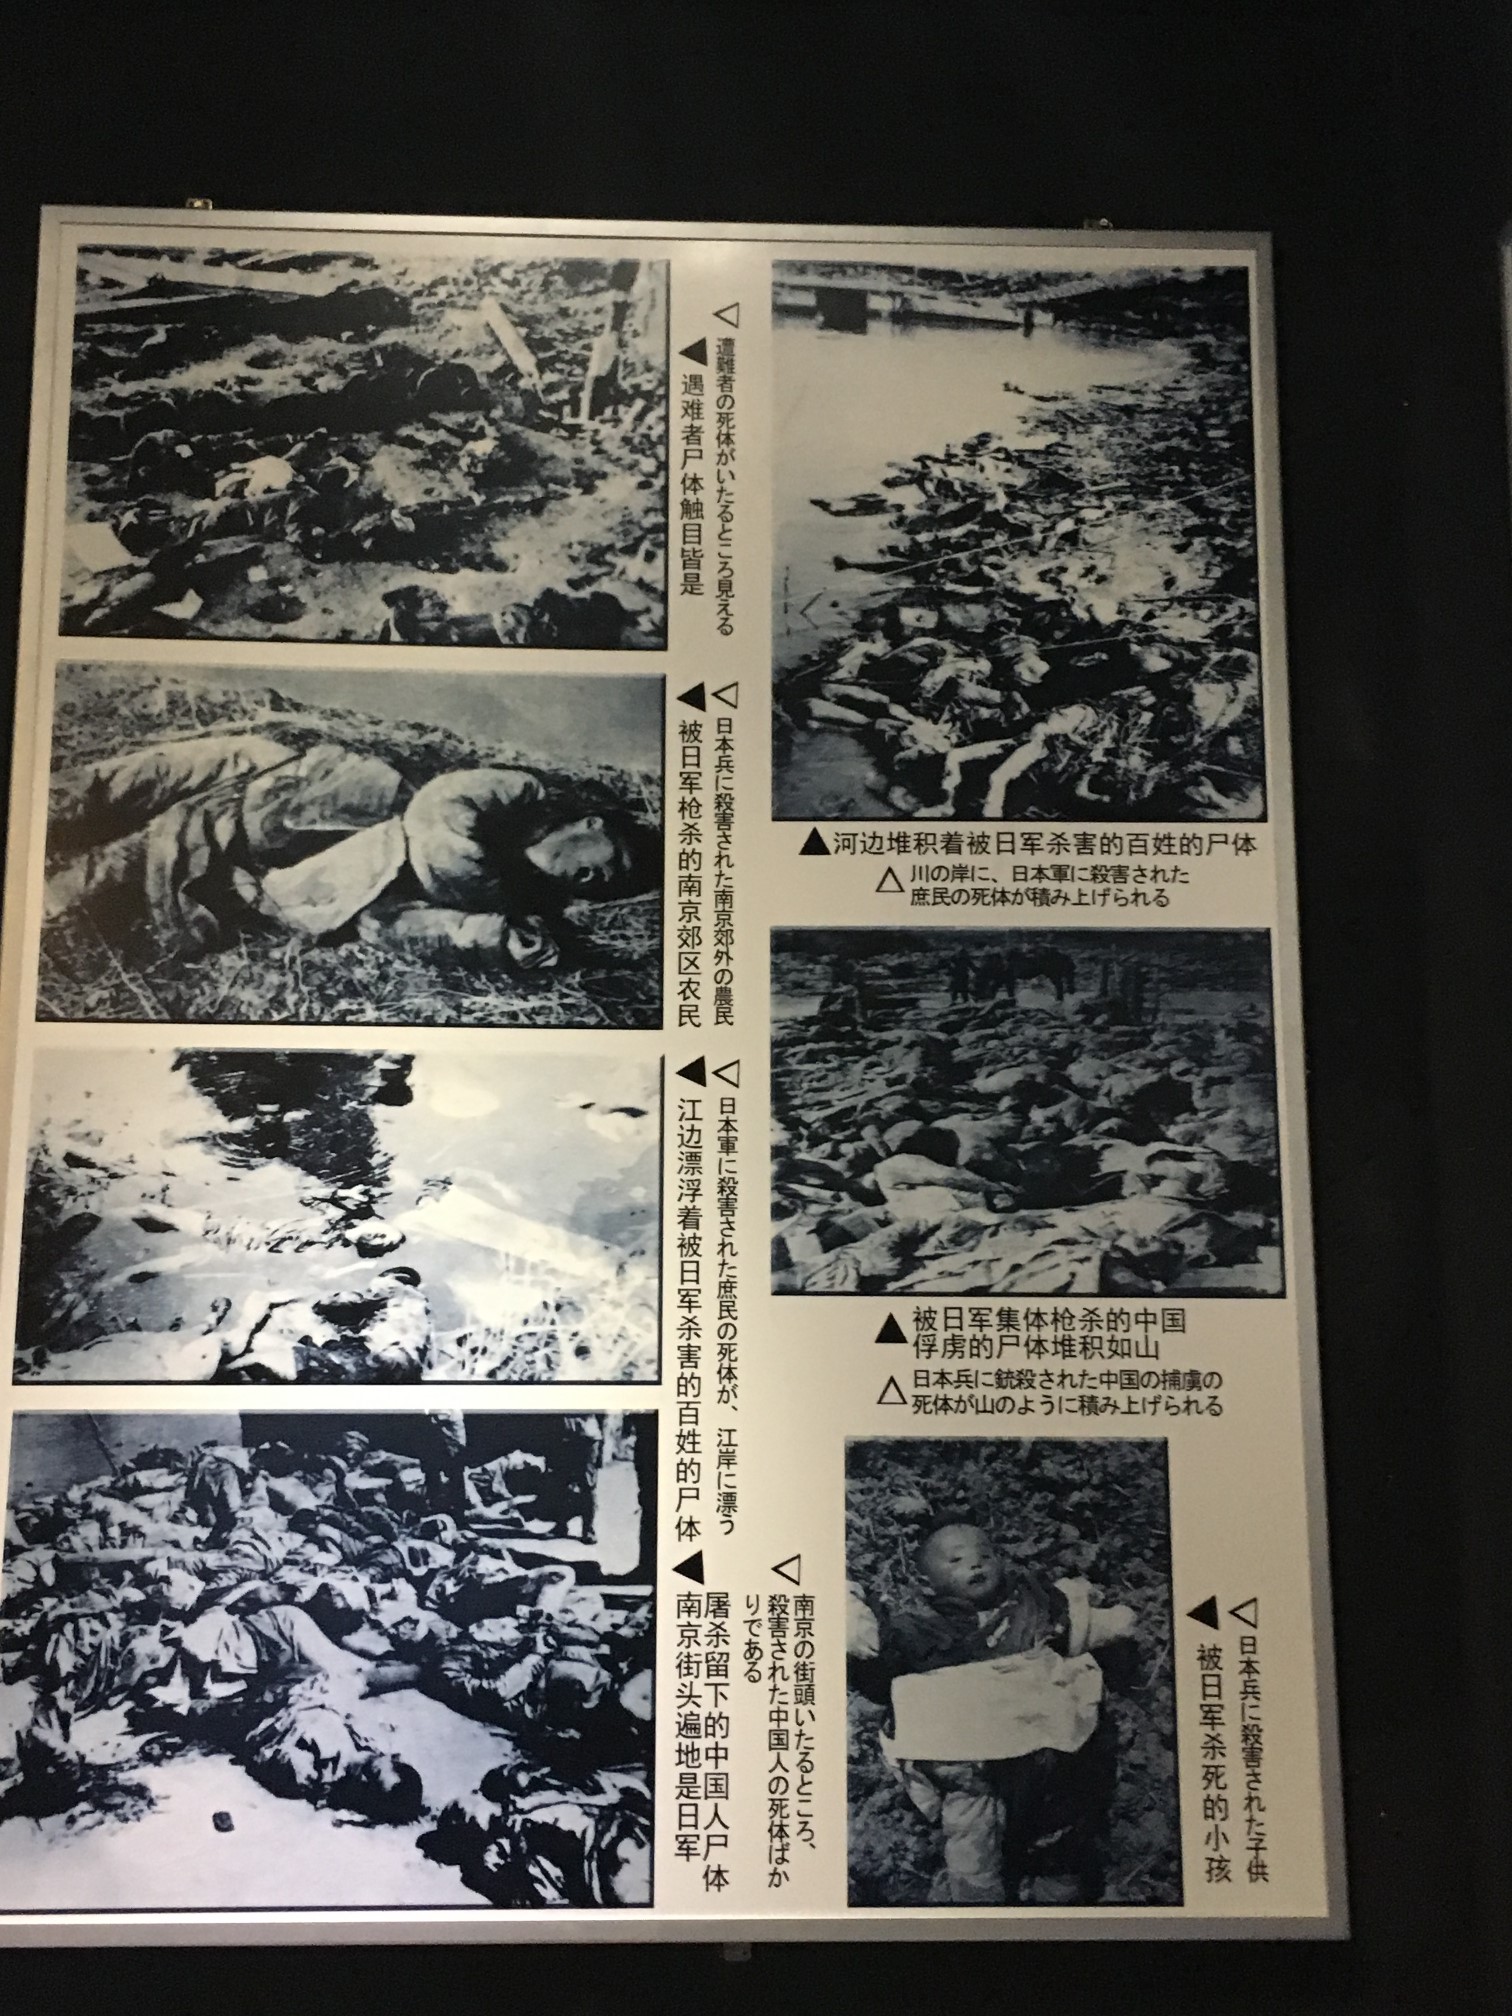 遭難者の死体がいたるところ見える
遇难者尸体触目皆是
日本兵に殺害された南京郊外の農民
被日军枪杀的南京郊区农民
日本軍に殺害された庶民の死体が、江岸に漂う
江边漂浮着被日军杀害的百姓的尸体
南京の街頭いたるところ、
殺害された中国人の死体ばか
りである
屠杀留下的中国人尸体
南京街头遍地是日军
河边堆积着被日军杀害的百姓的尸体
川の岸に、日本軍に殺害された
庶民の死体が積み上げられる
被日军集体枪杀的中国
俘虏的尸体堆积如山
日本兵に銃殺された中国の捕虜の
死体が山のように積み上げられる
日本兵に殺害された子供
被日军杀死的小孩